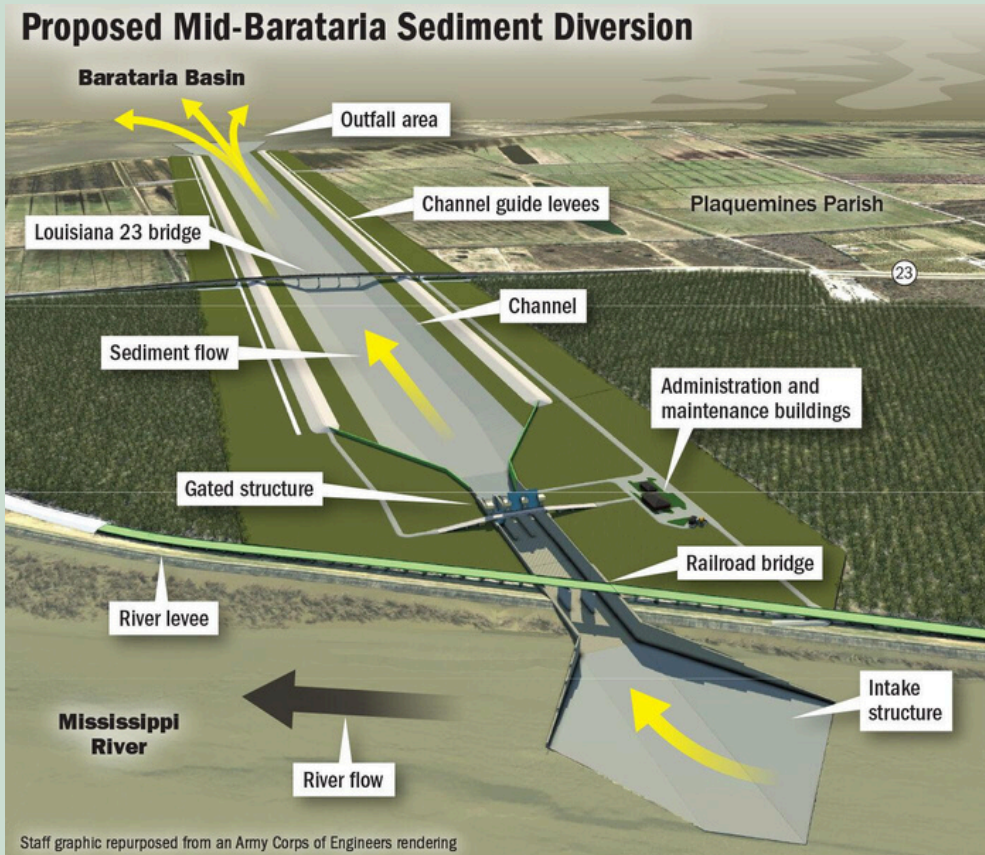 Proposed Mid-Barataria Sediment Diversion
Barataria Basin
Outfall area
Channel guide levees
Plaquemines Parish
Louisiana 23 bridge
23
Channel
Sediment flow
Administration and
maintenance buildings
Gated structure
Railroad bridge
River levee
Intake
structure
Mississippi
River
River flow
Staff graphic repurposed from an Army Corps of Engineers rendering